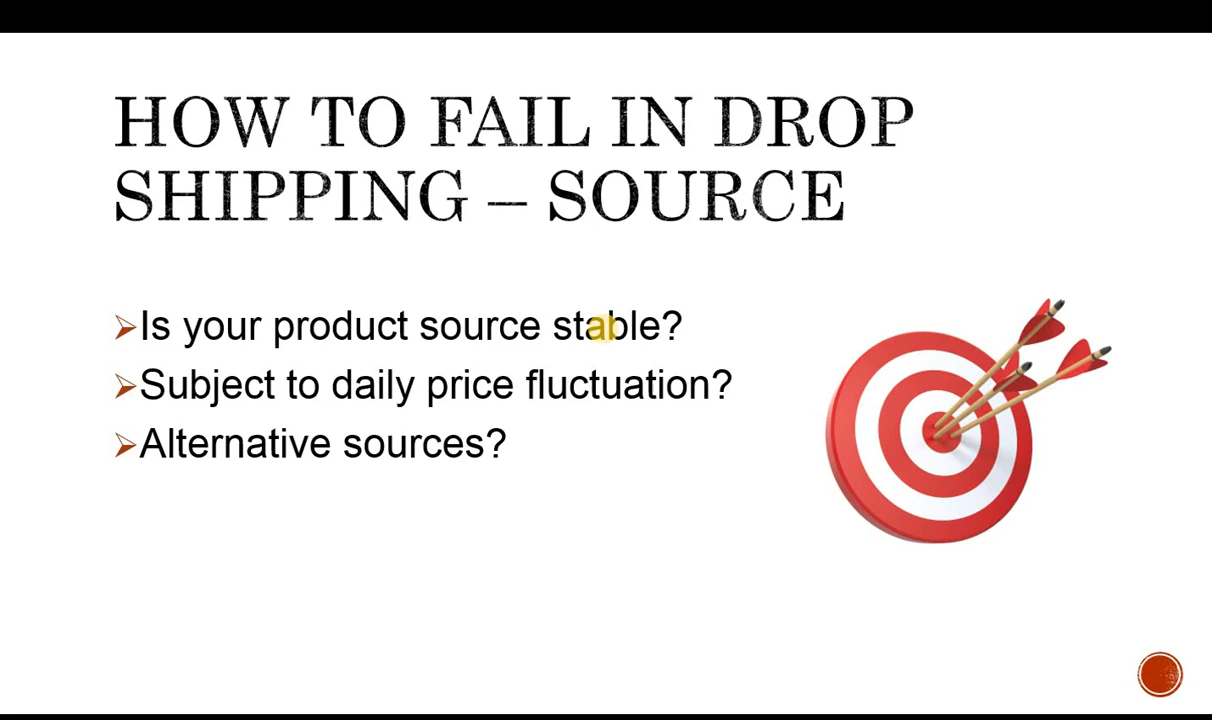 HOW TO FAIL IN DROP
SHIPPING – SOURCE
➢Is your product source stable?
➢Subject to daily price fluctuation?
➢Alternative sources?